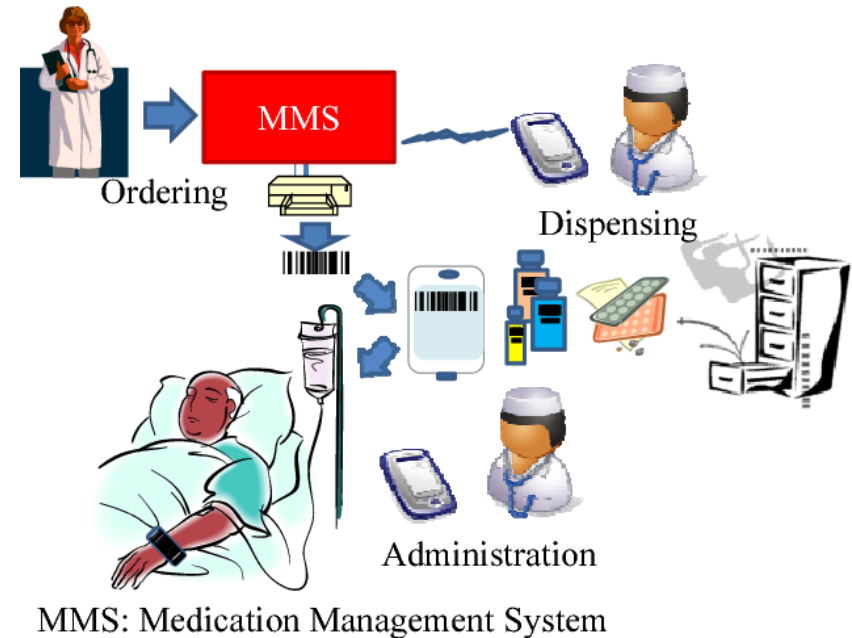 MMS
Ordering
Dispensing
Administration
MMS: Medication Management System